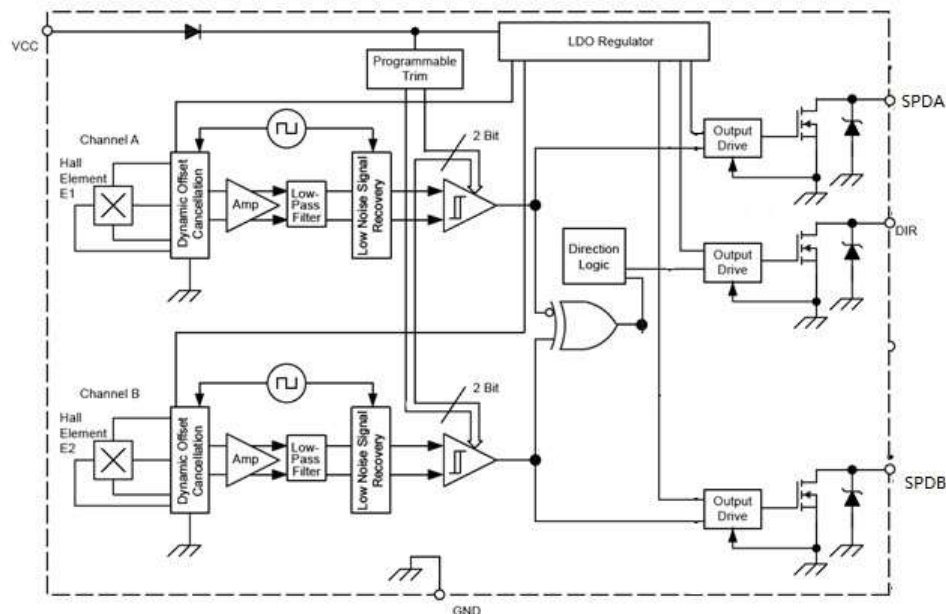 VCC
LDO Regulator
Programmable
Trim
SPDA
Channel A
2 Bit
Hall
Element
E1
Dynamic Offset
Cancellation
Amp
Low-
Pass
Filter
Low Noise Signal
Recovery
Output
Drive
DIR
Direction
Logic
Output
Drive
Channel B
2 Bit
Hall
Element
E2
Dynamic Offset
Cancellation
Amp
Low-
Pass
Filter
Low Noise Signal
Recovery
SPDB
Output
Drive
GND